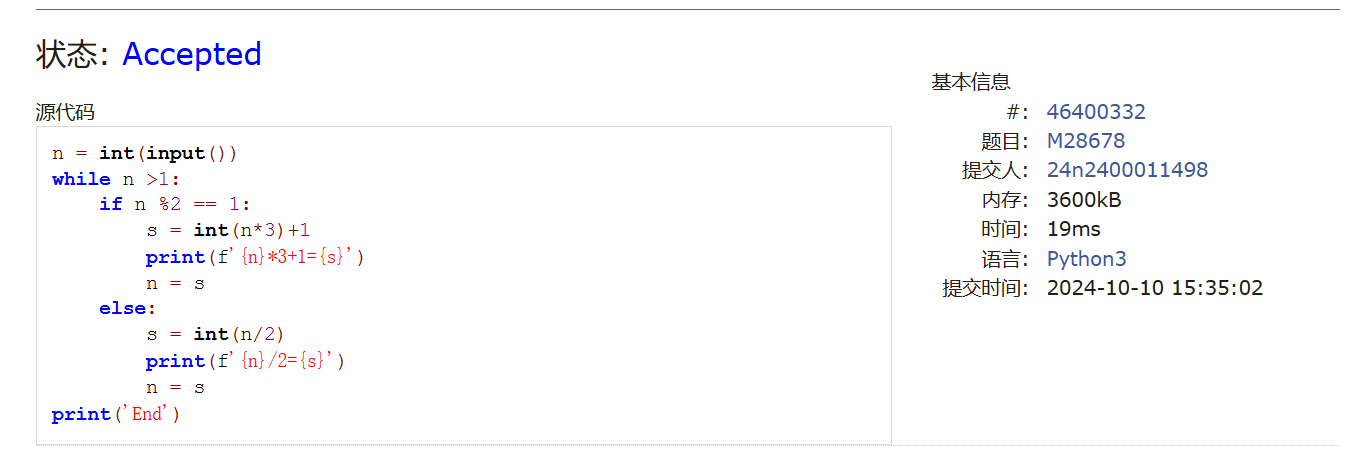 状态: Accepted
源代码
n = int(input())
while n >1:
    if n %2 == 1:
        s = int(n*3)+1
        print(f'{n}*3+1={s}')
        n = s
    else:
        s = int(n/2)
        print(f'{n}/2={s}')
        n = s
print('End')
基本信息
#: 46400332
题目: M28678
提交人: 24n2400011498
内存: 3600kB
时间: 19ms
语言: Python3
提交时间: 2024-10-10 15:35:02